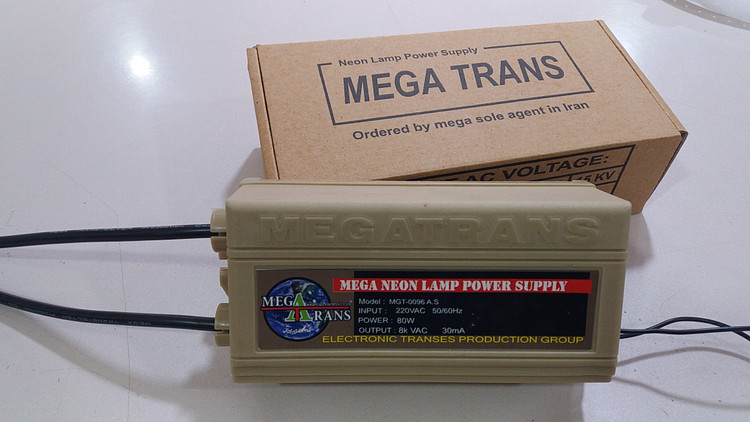 Neon Lamp Power Supply
MEGA TRANS
Ordered by mega sole agent in Iran
AC VOLTAGE:
15 KV
MEGATRANS
MEGA NEON LAMP POWER SUPPLY
MEGA
TRANS
Model : MGT-0096 A.S
INPUT : 220VAC 50/60Hz
POWER : 80W
OUTPUT : 8k VAC 30mA
ELECTRONIC TRANSES PRODUCTION GROUP